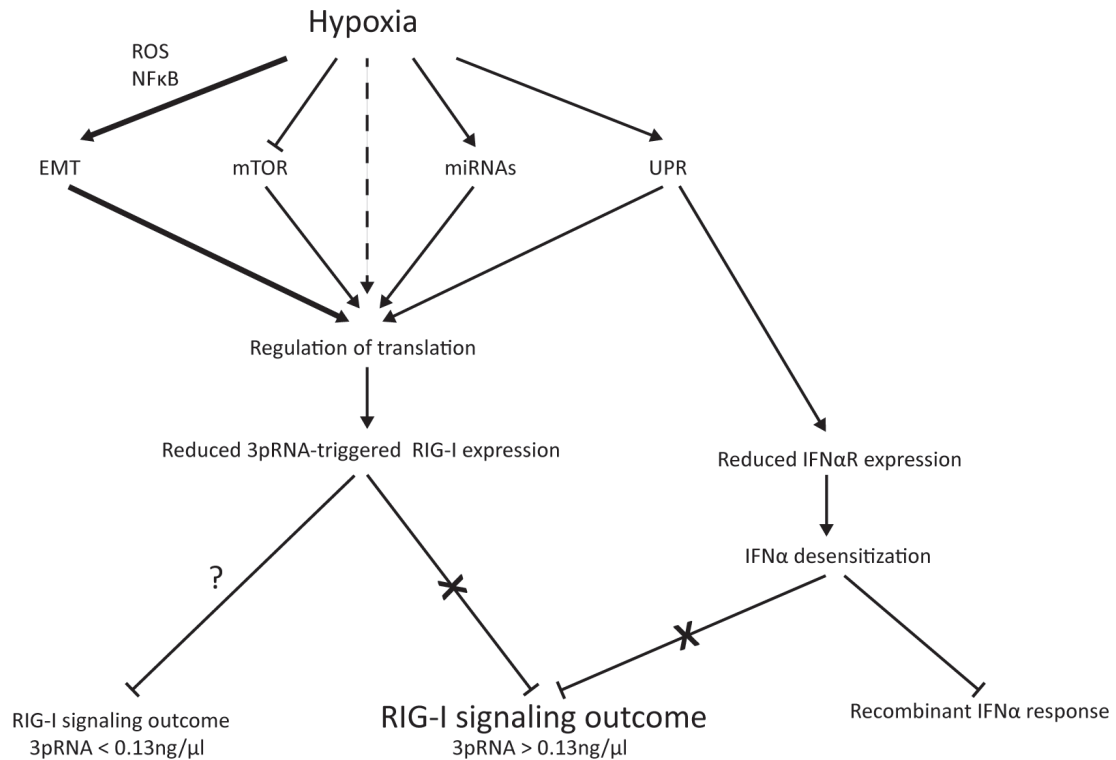 Hypoxia
ROS
NFκB
EMT
mTOR
miRNAs
UPR
Regulation of translation
Reduced 3pRNA-triggered RIG-I expression
Reduced IFNαR expression
IFNα desensitization
?
X
X
RIG-I signaling outcome
3pRNA < 0.13ng/µl
RIG-I signaling outcome
3pRNA > 0.13ng/µl
Recombinant IFNα response